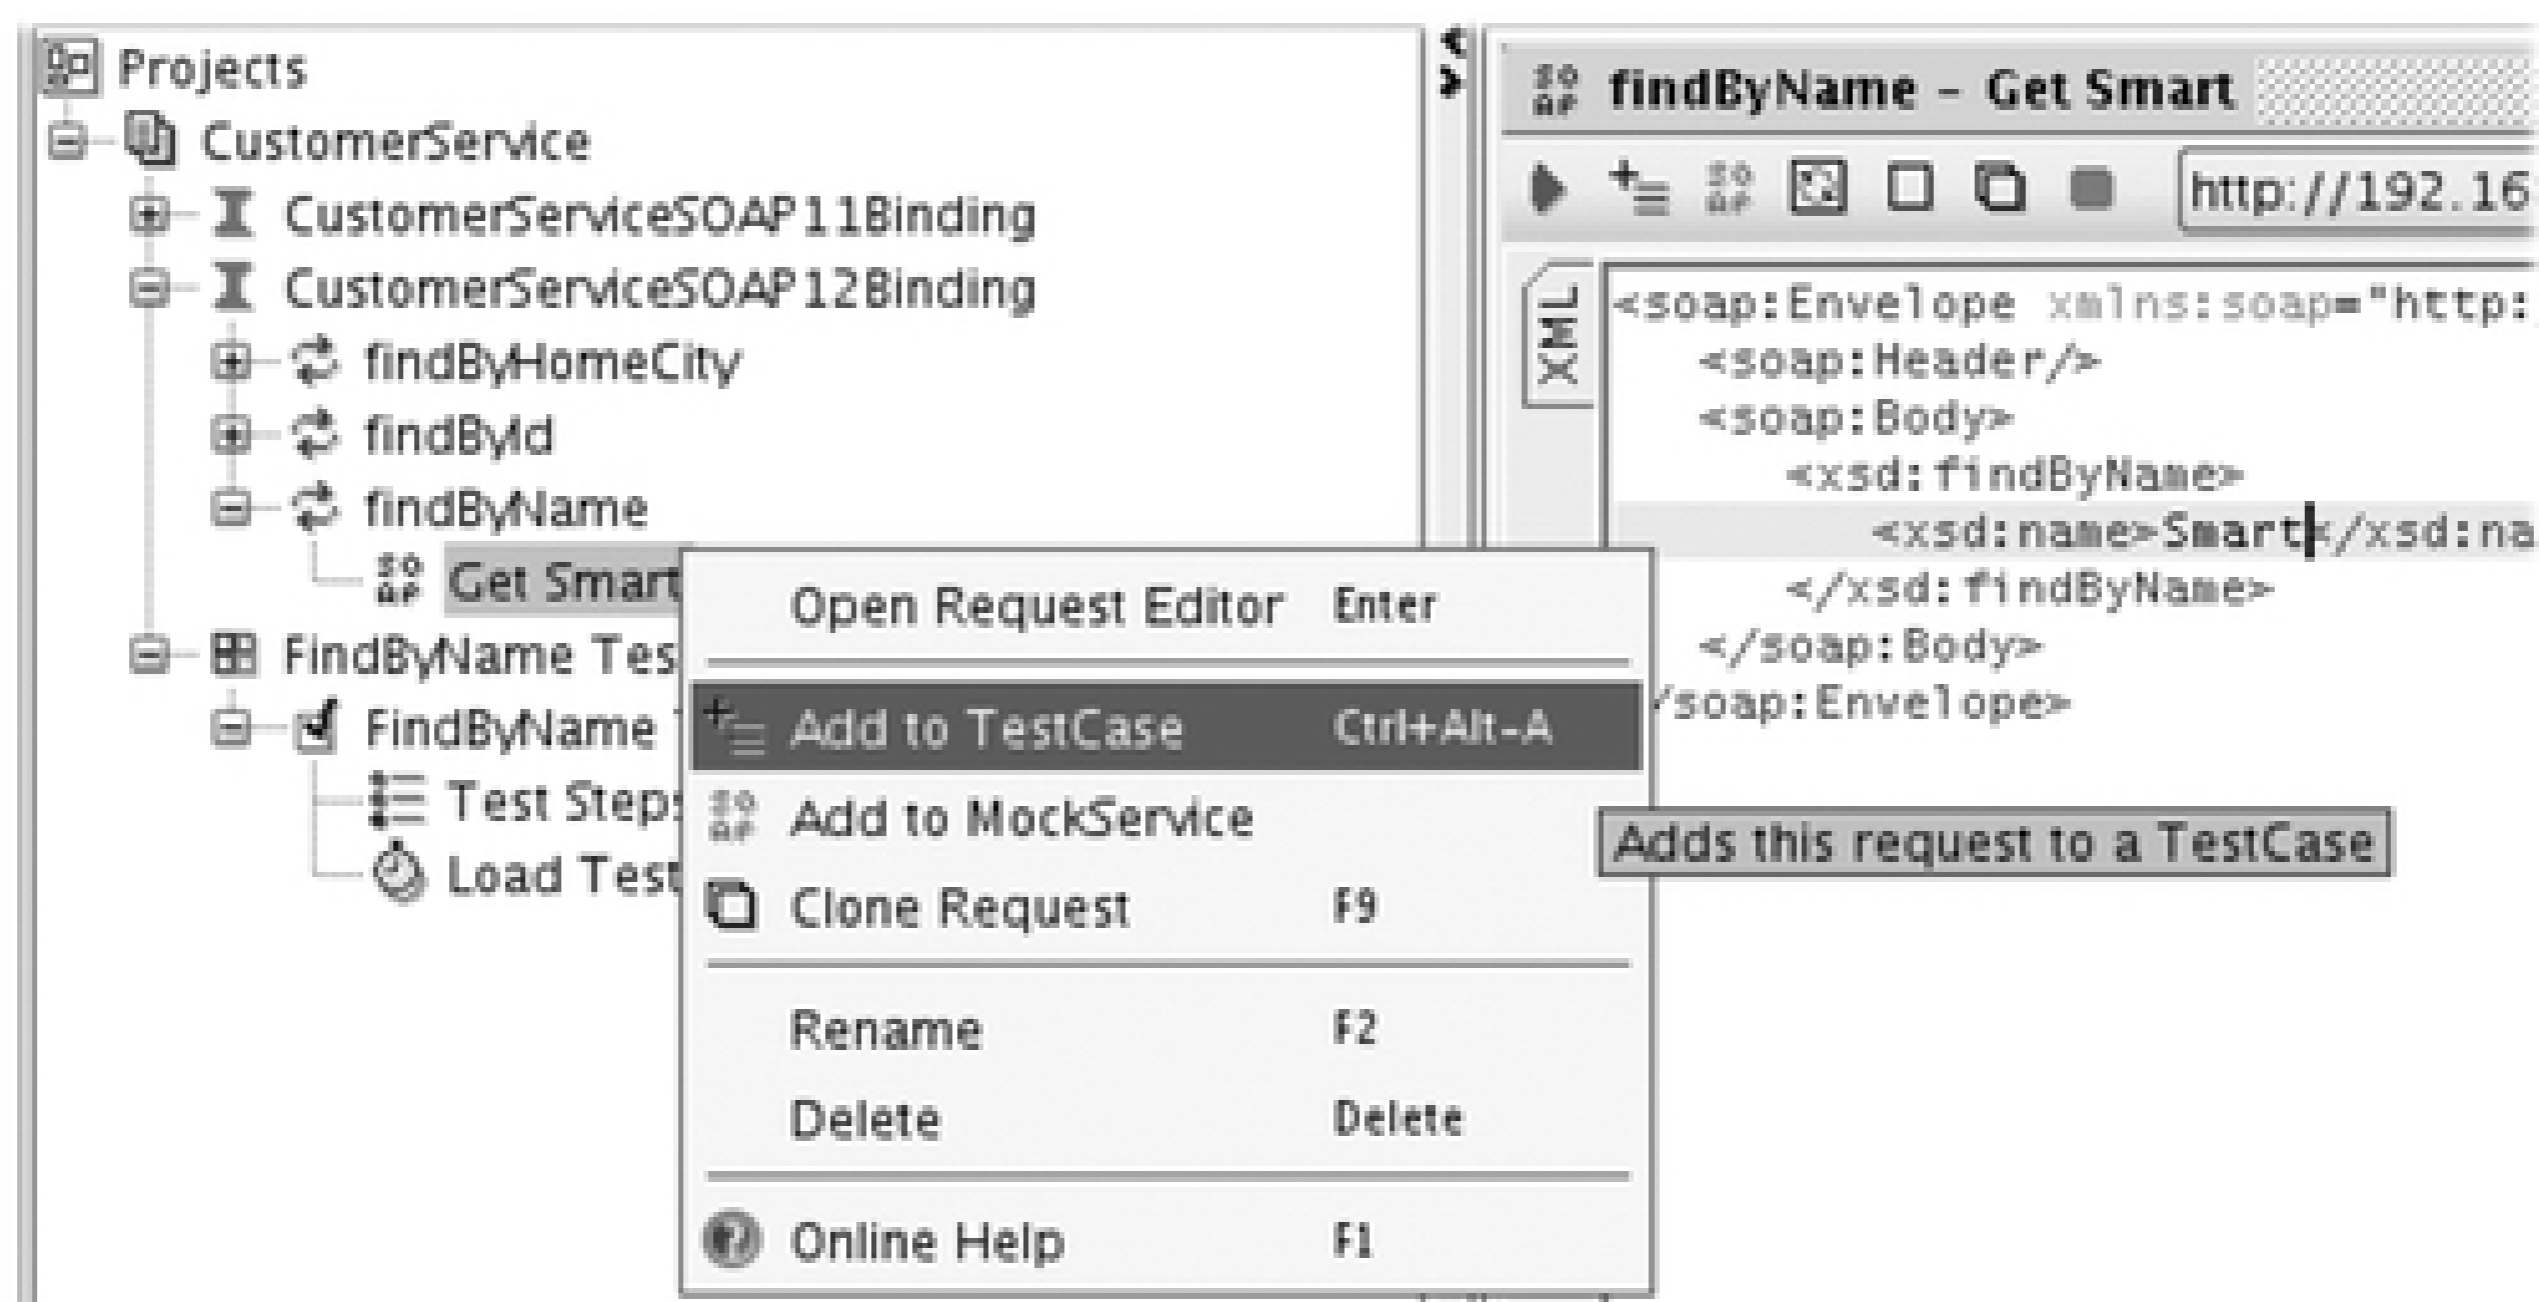 Projects
CustomerService
CustomerServiceSOAP11Binding
CustomerServiceSOAP12Binding
findByHomeCity
findById
findByName
Get Smart
FindByName Tes
FindByName
Test Steps
Load Test
Open Request Editor Enter
Add to TestCase Ctrl+Alt-A
Add to MockService
Clone Request F9
Rename F2
Delete Delete
Online Help F1
Adds this request to a TestCase
findByName - Get Smart
http://192.16
XML
<soap:Envelope xmlns:soap="http:
<soap:Header/>
<soap:Body>
<xsd:findByName>
<xsd:name>Smart</xsd:na
</xsd:findByName>
</soap:Body>
/soap:Envelope>